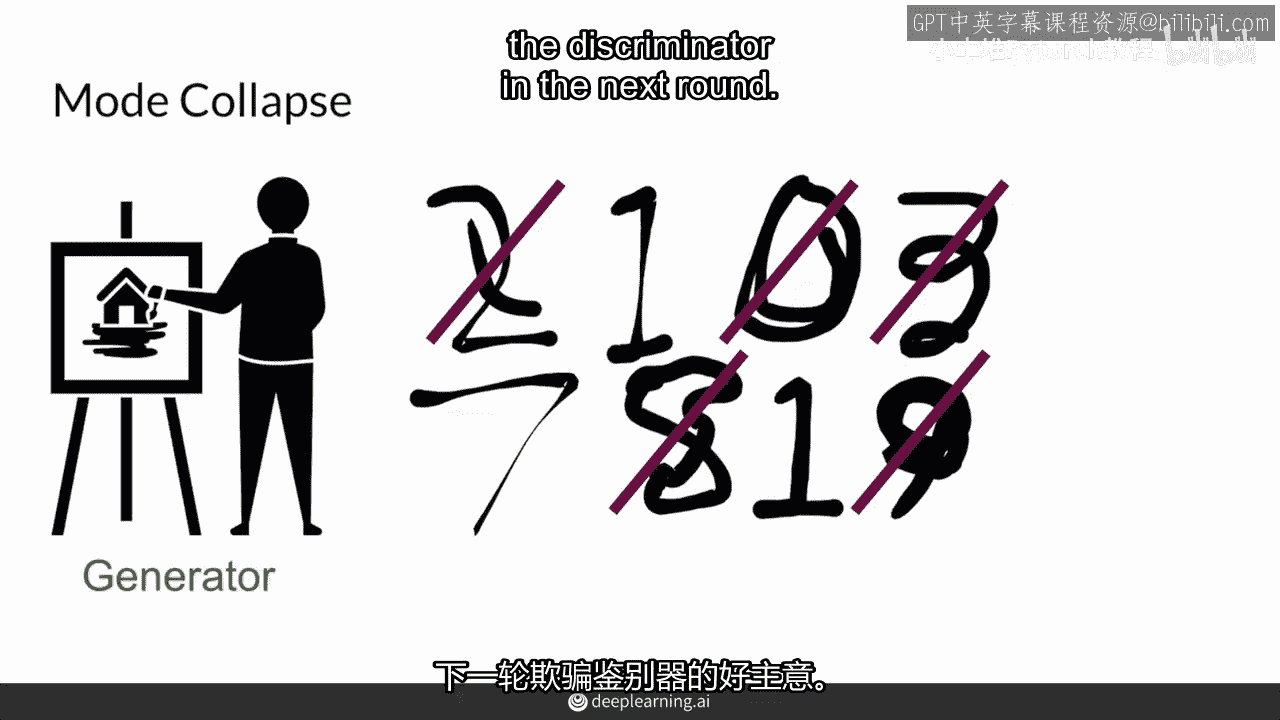 GPT中英字幕课程资源@bilibili.com
the discriminator
in the next round.
Mode Collapse
2 1 0 3
7 8 1 9
Generator
下一轮欺骗鉴别器的好主意。
deeplearning.ai